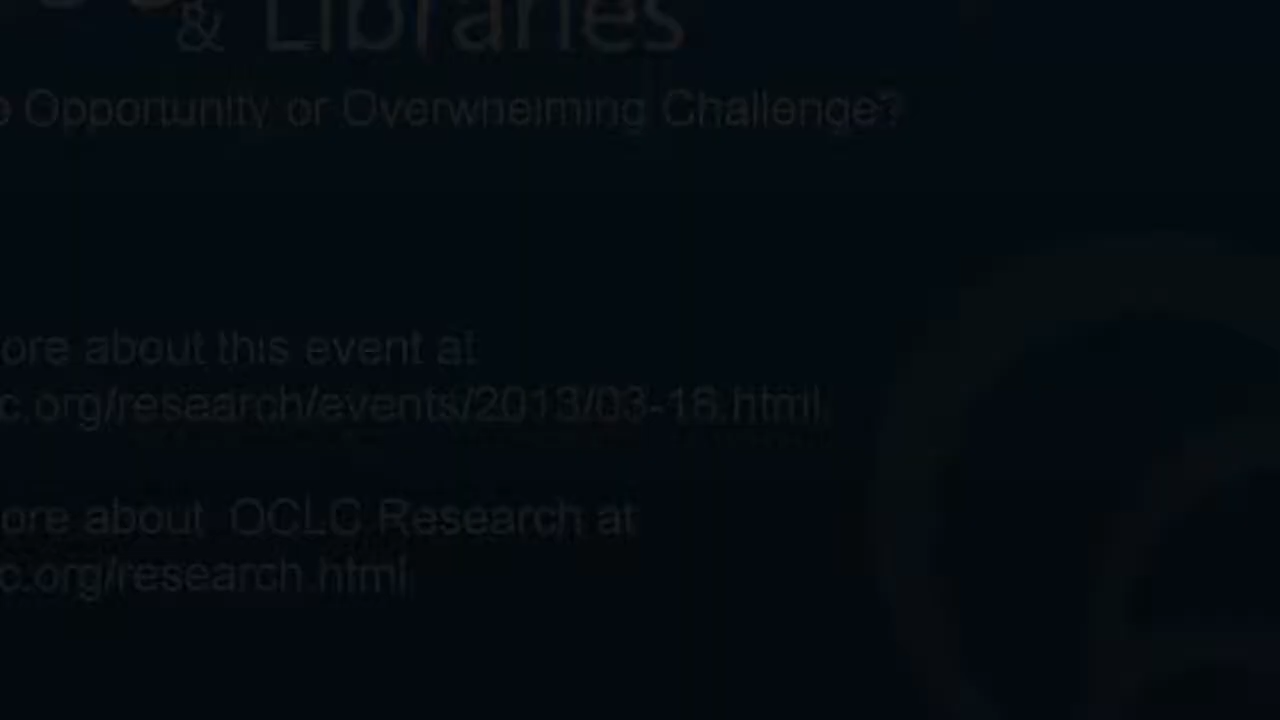 & Libraries
e Opportunity or Overwhelming Challenge?
ore about this event at
c.org/research/events/2013/03-18.html.
ore about OCLC Research at
c.org/research.html